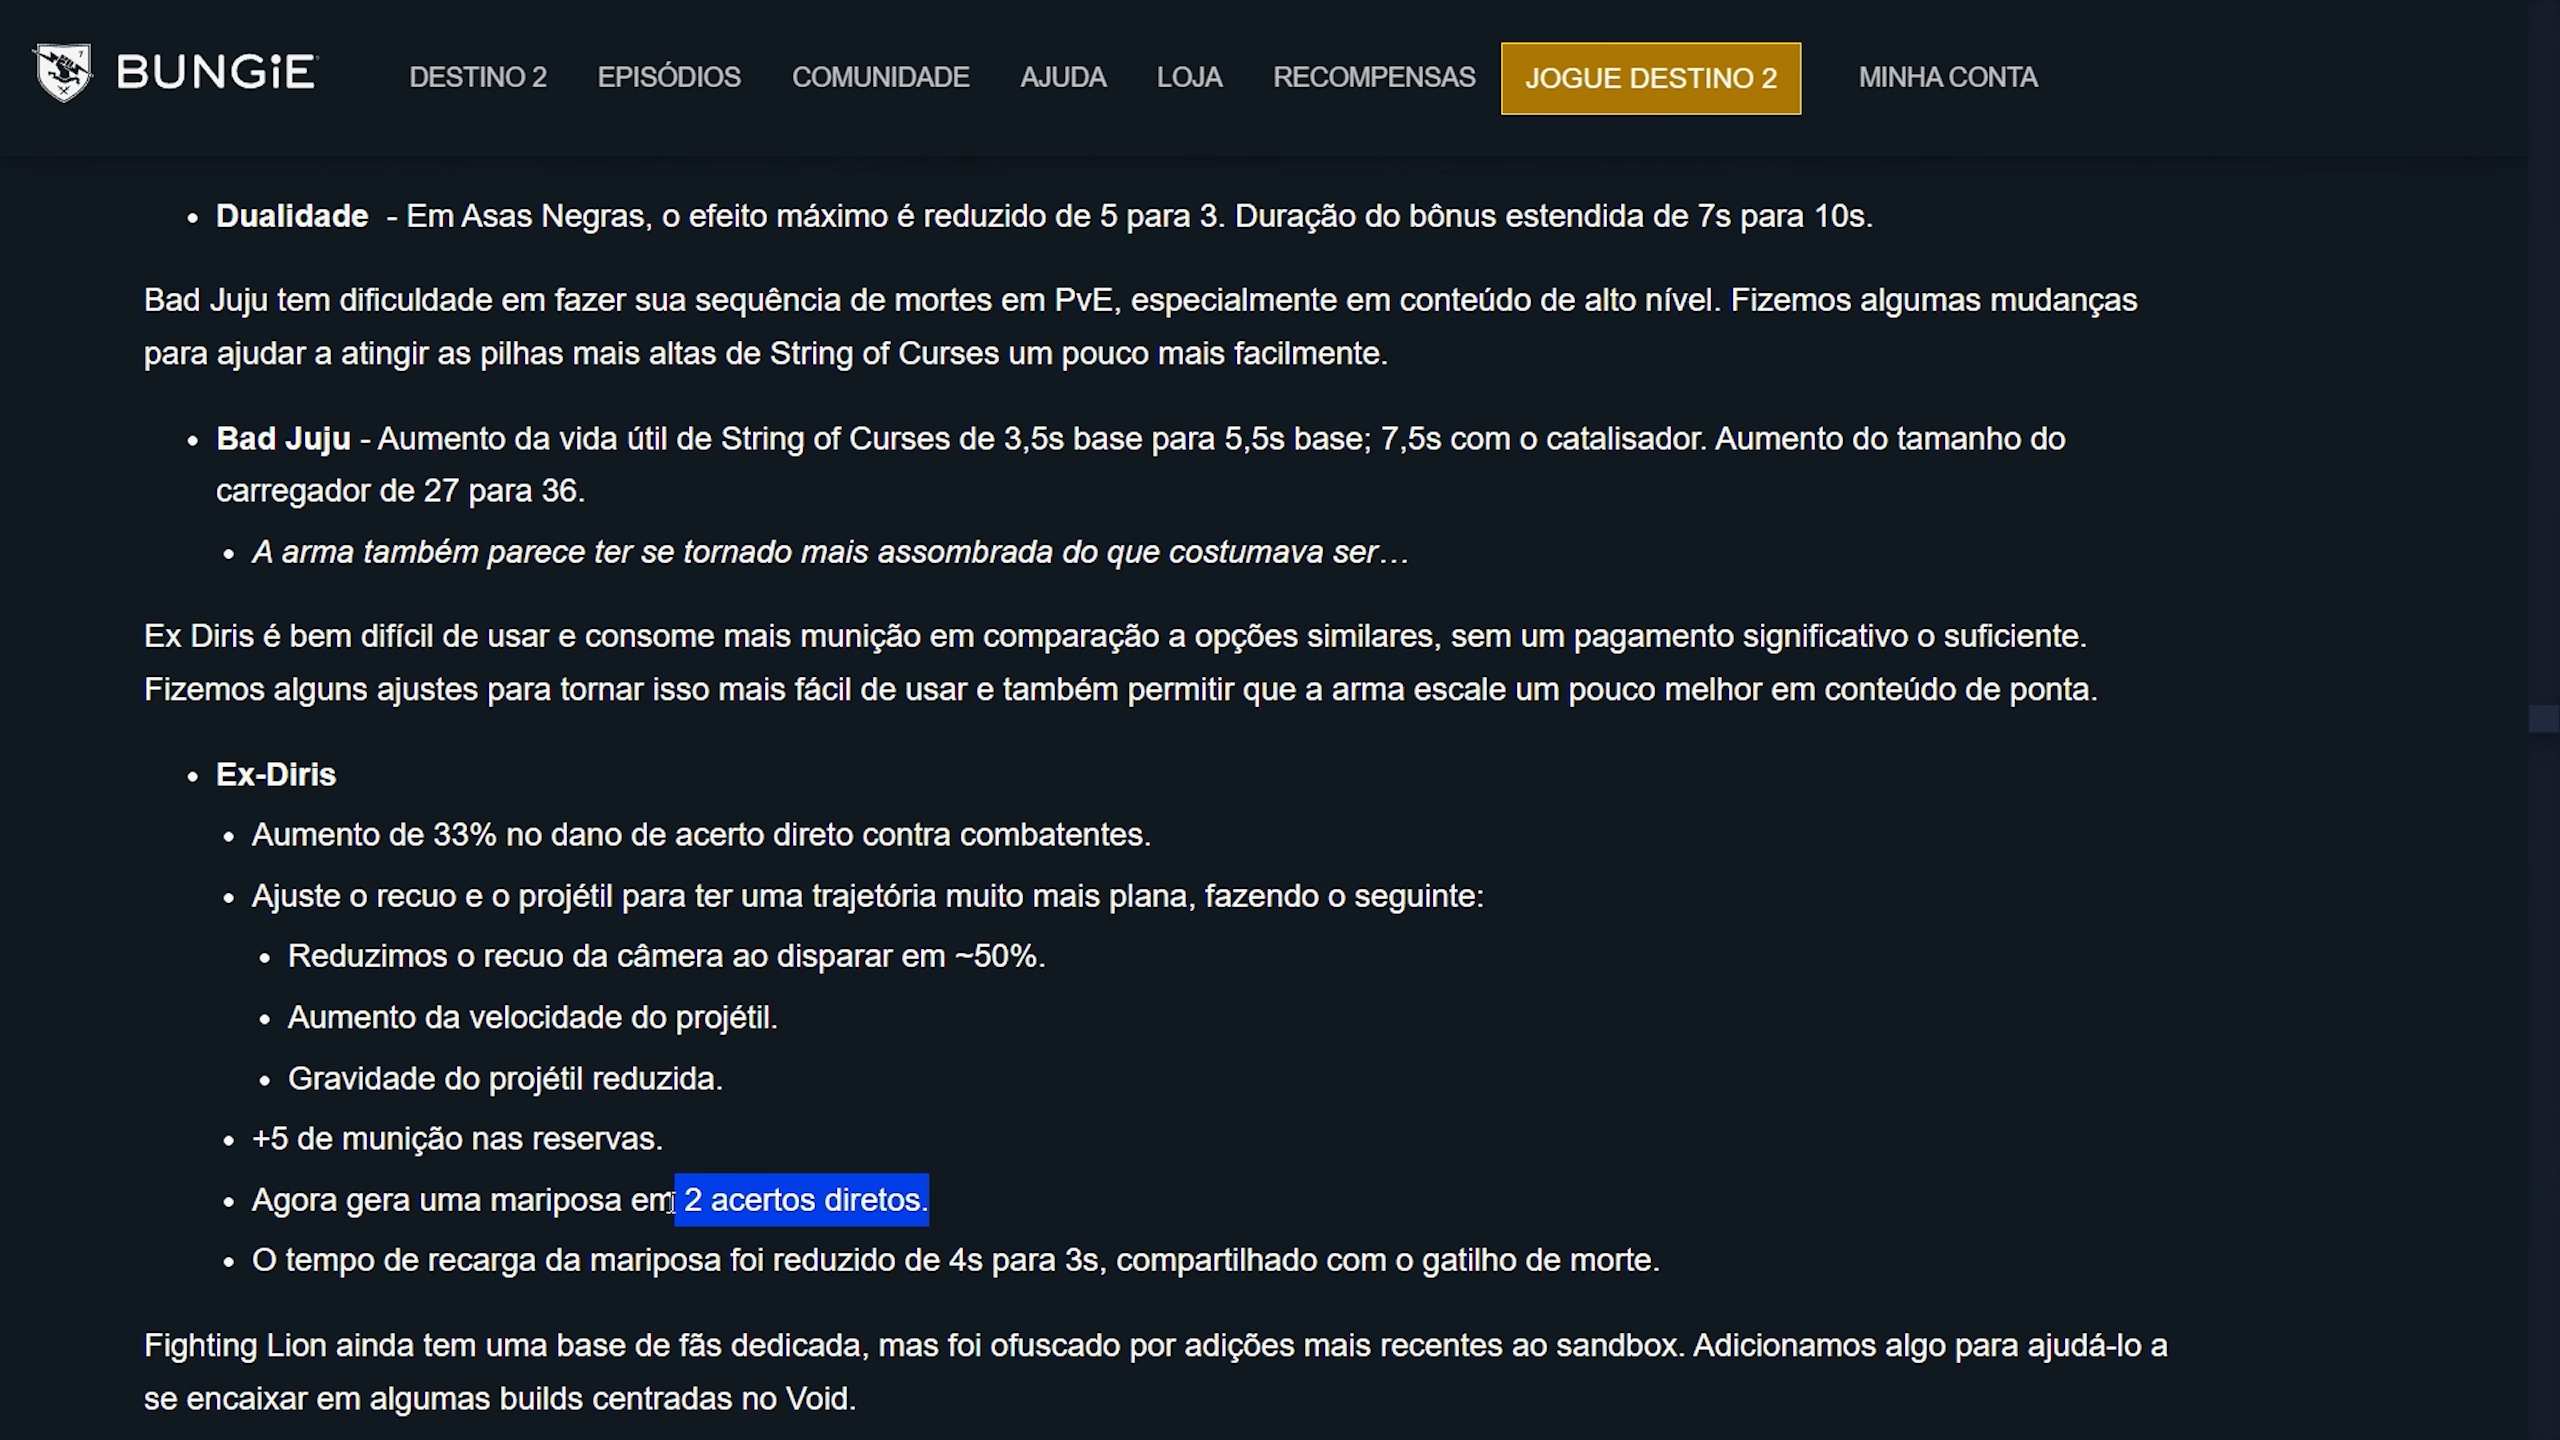 BUNGiE DESTINO 2 EPISÓDIOS COMUNIDADE AJUDA LOJA RECOMPENSAS JOGUE DESTINO 2 MINHA CONTA
• Dualidade - Em Asas Negras, o efeito máximo é reduzido de 5 para 3. Duração do bônus estendida de 7s para 10s.
Bad Juju tem dificuldade em fazer sua sequência de mortes em PvE, especialmente em conteúdo de alto nível. Fizemos algumas mudanças
para ajudar a atingir as pilhas mais altas de String of Curses um pouco mais facilmente.
• Bad Juju - Aumento da vida útil de String of Curses de 3,5s base para 5,5s base; 7,5s com o catalisador. Aumento do tamanho do
carregador de 27 para 36.
• A arma também parece ter se tornado mais assombrada do que costumava ser…
Ex Diris é bem difícil de usar e consome mais munição em comparação a opções similares, sem um pagamento significativo o suficiente.
Fizemos alguns ajustes para tornar isso mais fácil de usar e também permitir que a arma escale um pouco melhor em conteúdo de ponta.
• Ex-Diris
• Aumento de 33% no dano de acerto direto contra combatentes.
• Ajuste o recuo e o projétil para ter uma trajetória muito mais plana, fazendo o seguinte:
• Reduzimos o recuo da câmera ao disparar em ~50%.
• Aumento da velocidade do projétil.
• Gravidade do projétil reduzida.
• +5 de munição nas reservas.
• Agora gera uma mariposa em 2 acertos diretos.
• O tempo de recarga da mariposa foi reduzido de 4s para 3s, compartilhado com o gatilho de morte.
Fighting Lion ainda tem uma base de fãs dedicada, mas foi ofuscado por adições mais recentes ao sandbox. Adicionamos algo para ajudá-lo a
se encaixar em algumas builds centradas no Void.